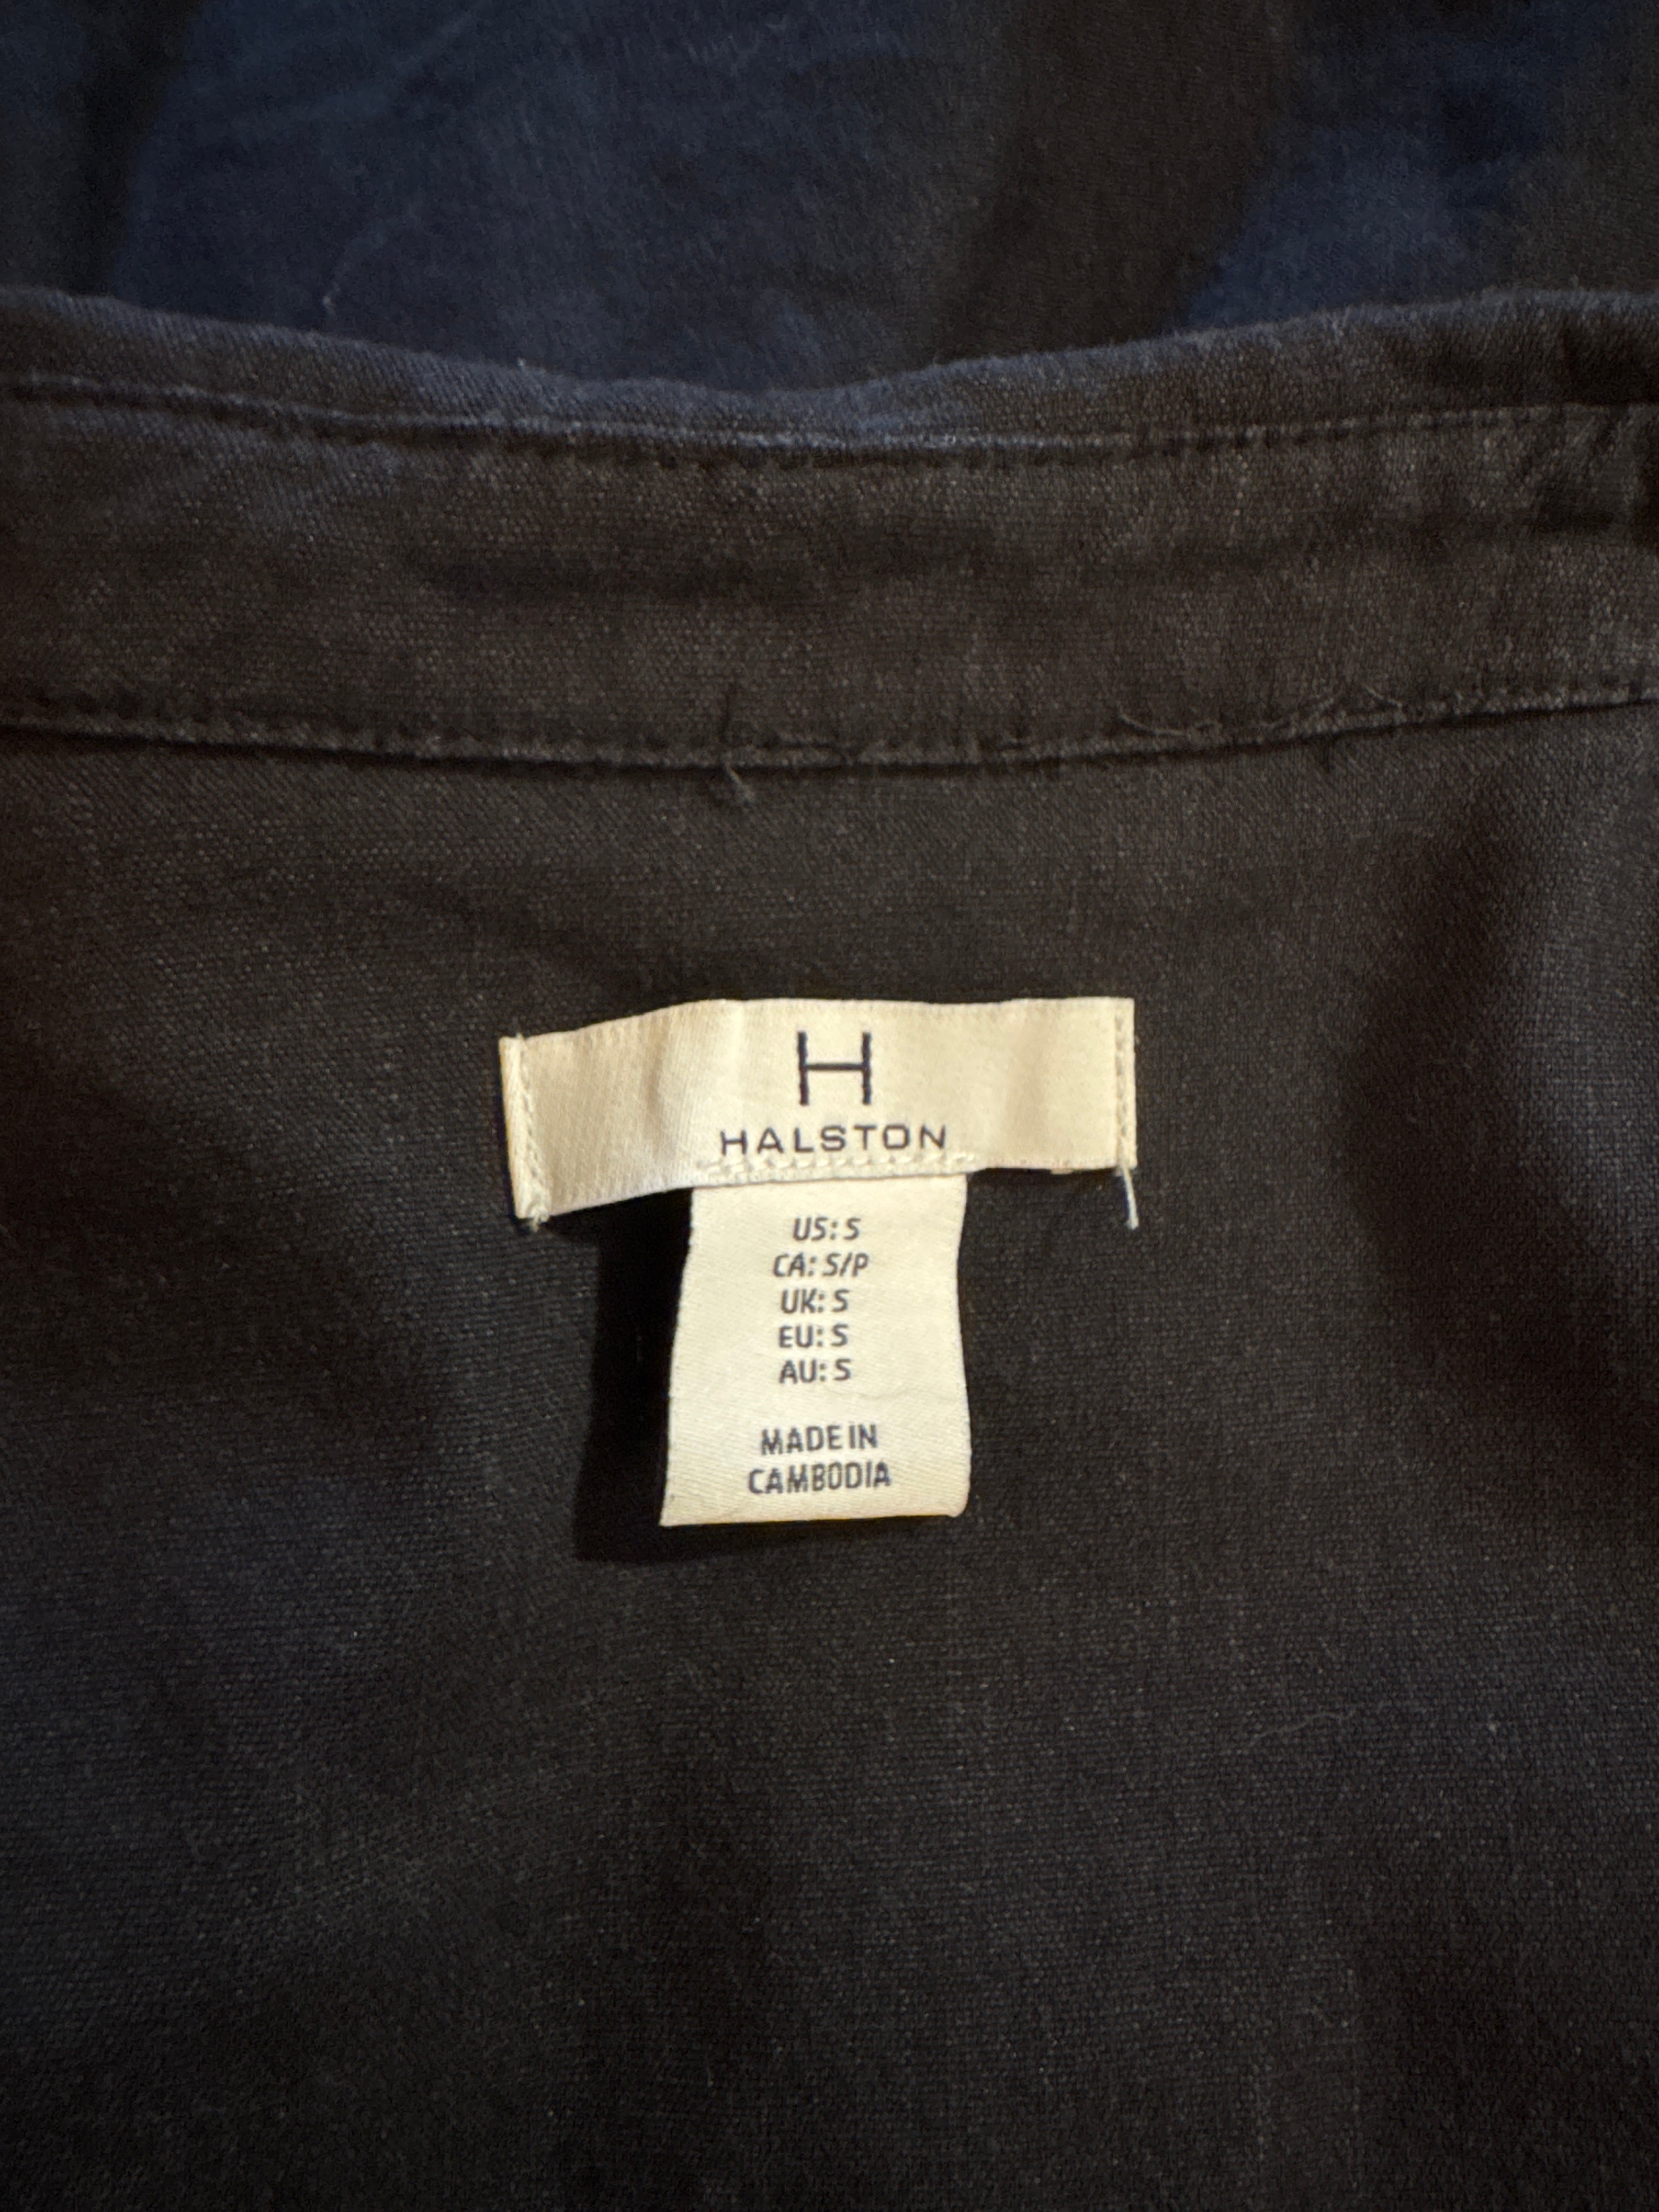 H
HALSTON
US: S
CA: S/P
UK: S
EU: S
AU: S
MADE IN
CAMBODIA